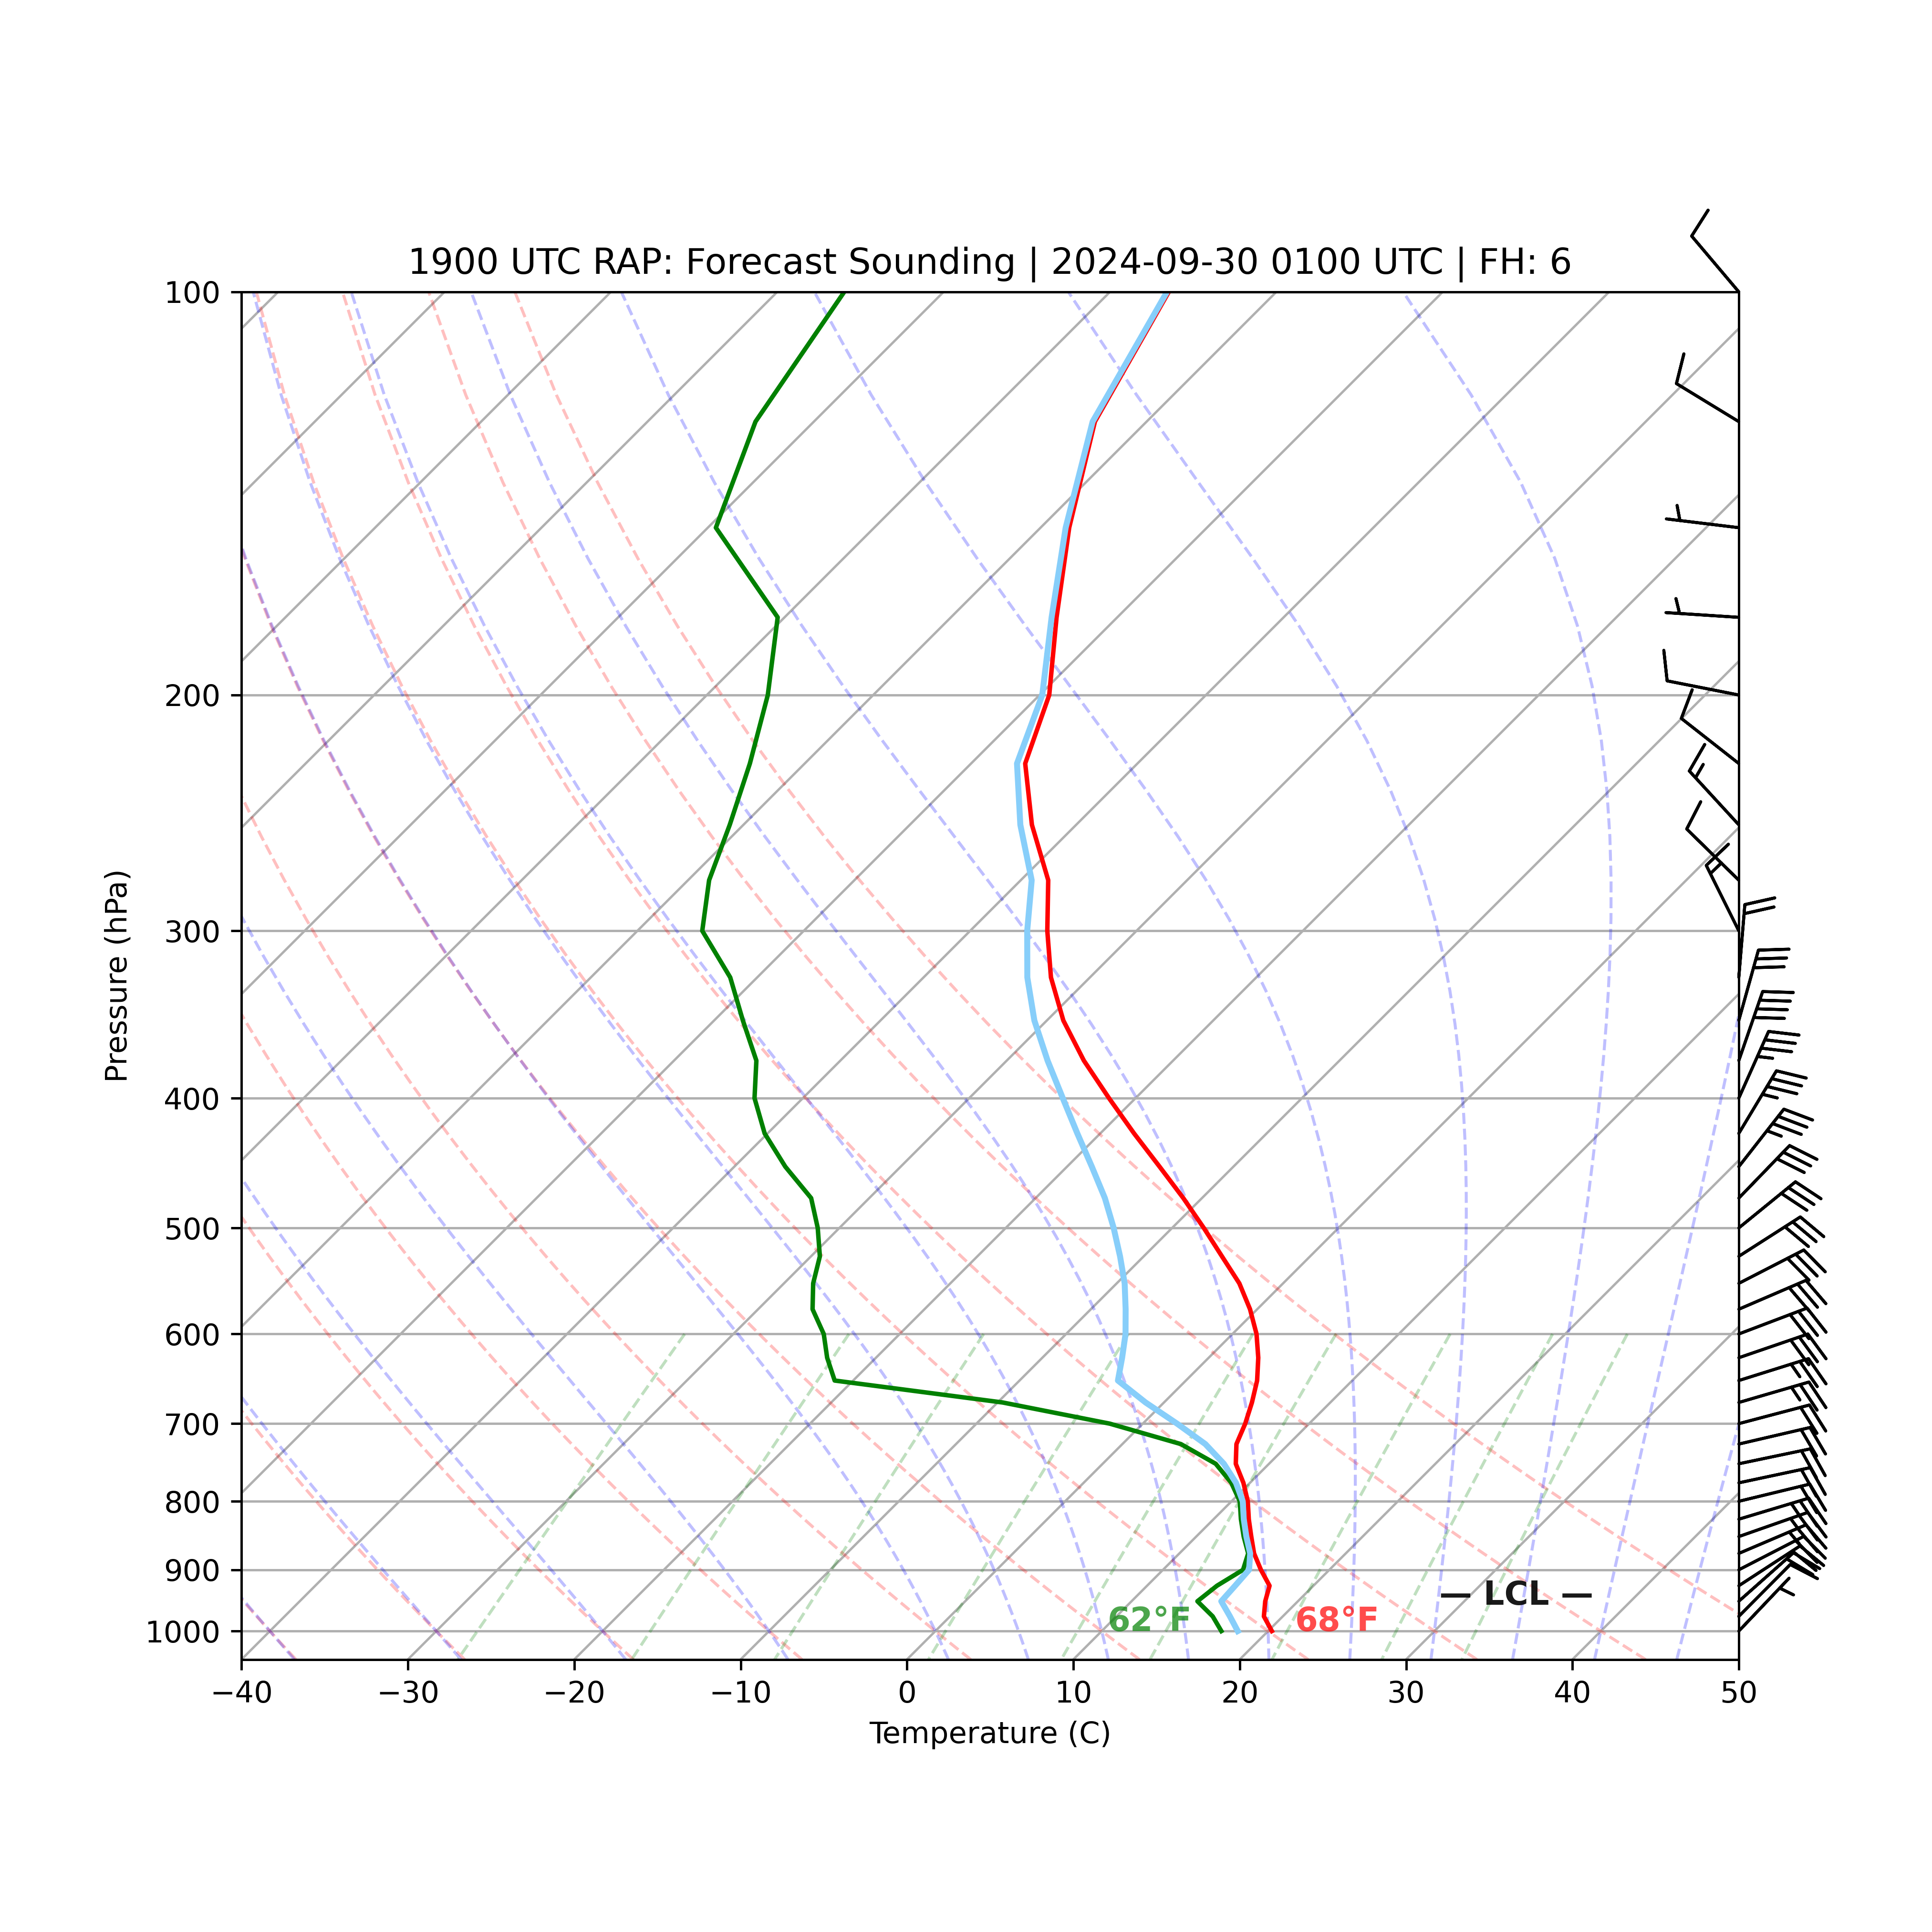 1900 UTC RAP: Forecast Sounding | 2024-09-30 0100 UTC | FH: 6
100
200
300
400
500
600
700
800
900
1000
Pressure (hPa)
— LCL —
62°F 68°F
−40 −30 −20 −10 0 10 20 30 40 50
Temperature (C)